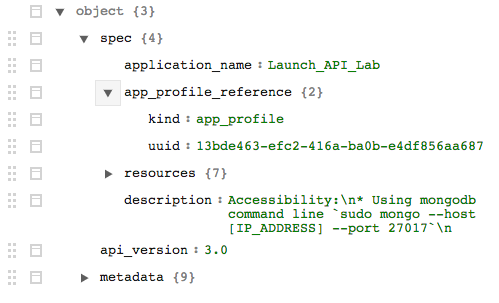 object {3}
spec {4}
application_name : Launch_API_Lab
app_profile_reference {2}
kind : app_profile
uuid : 13bde463-efc2-416a-ba0b-e4df856aa687
resources {7}
description : Accessibility:\n* Using mongodb
command line `sudo mongo --host
[IP_ADDRESS] --port 27017`\n
api_version : 3.0
metadata {9}